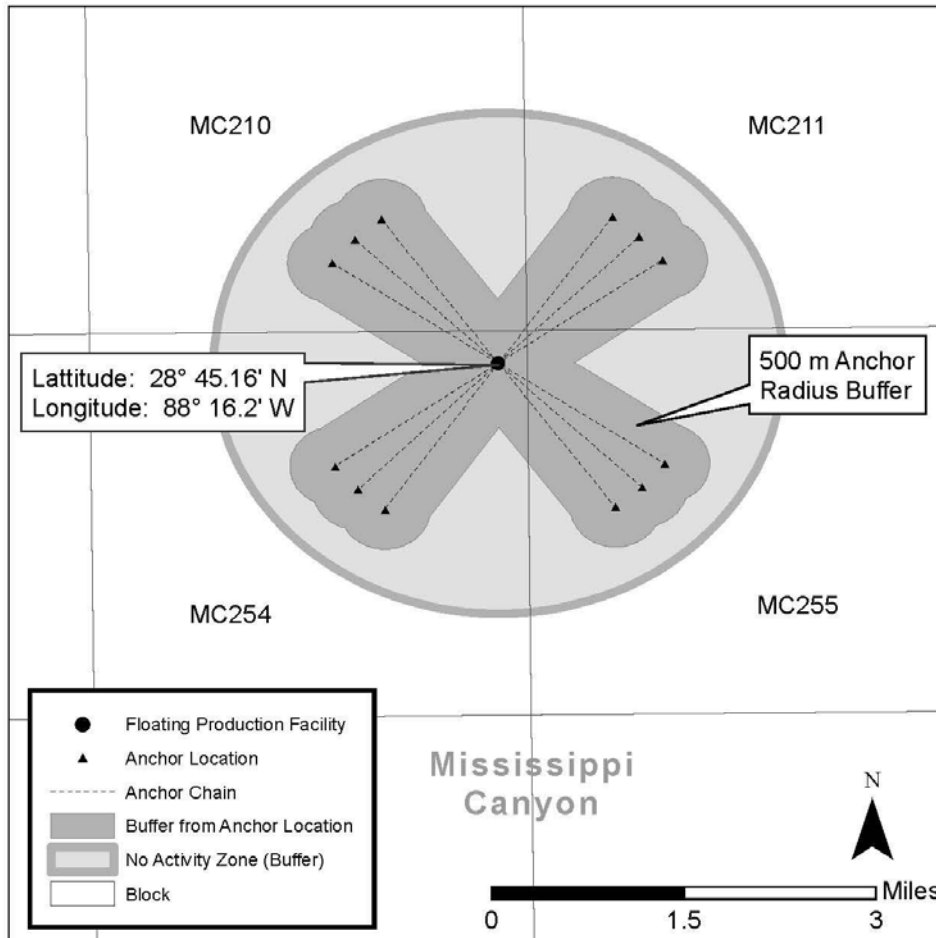 MC210
MC211
Lattitude: 28° 45.16' N
Longitude: 88° 16.2' W
500 m Anchor
Radius Buffer
MC254
MC255
Floating Production Facility
Anchor Location
Anchor Chain
Buffer from Anchor Location
No Activity Zone (Buffer)
Block
Mississippi
Canyon
N
Miles
0 1.5 3